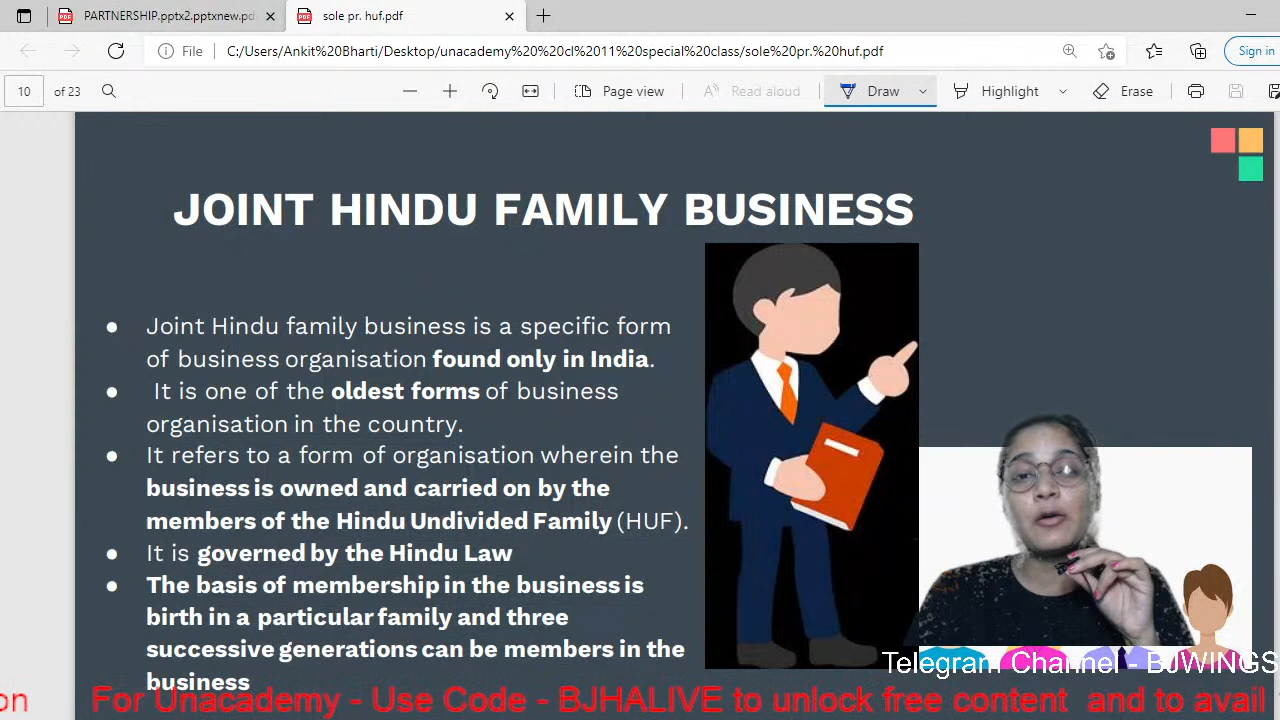 PARTNERSHIP.pptx2.pptxnew.pd
sole pr. huf.pdf
File
C:/Users/Ankit%20Bharti/Desktop/unacademy%20%20cl%2011%20special%20class/sole%20pr.%20huf.pdf
Sign in
10 of 23
Page view
Read aloud
Draw
Highlight
Erase
JOINT HINDU FAMILY BUSINESS
● Joint Hindu family business is a specific form
of business organisation found only in India.
● It is one of the oldest forms of business
organisation in the country.
● It refers to a form of organisation wherein the
business is owned and carried on by the
members of the Hindu Undivided Family (HUF).
● It is governed by the Hindu Law
● The basis of membership in the business is
birth in a particular family and three
successive generations can be members in the
business
Telegram Channel - BJWINGS
on For Unacademy - Use Code - BJHALIVE to unlock free content and to avail